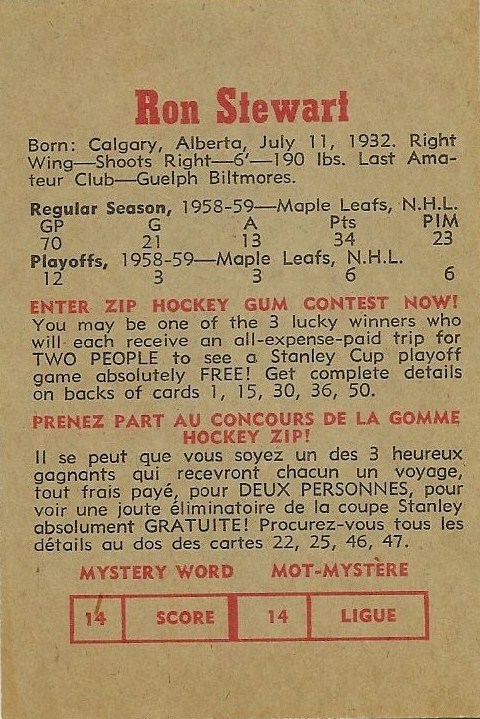 Ron Stewart
Born: Calgary, Alberta, July 11, 1932. Right
Wing—Shoots Right—6'—190 lbs. Last Ama-
teur Club—Guelph Biltmores.
Regular Season, 1958-59—Maple Leafs, N.H.L.
GP G A Pts PIM
70 21 13 34 23
Playoffs, 1958-59—Maple Leafs, N.H.L.
12 3 3 6 6
ENTER ZIP HOCKEY GUM CONTEST NOW!
You may be one of the 3 lucky winners who
will each receive an all-expense-paid trip for
TWO PEOPLE to see a Stanley Cup playoff
game absolutely FREE! Get complete details
on backs of cards 1, 15, 30, 36, 50.
PRENEZ PART AU CONCOURS DE LA GOMME
HOCKEY ZIP!
Il se peut que vous soyez un des 3 heureux
gagnants qui recevront chacun un voyage,
tout frais payé, pour DEUX PERSONNES, pour
voir une joute éliminatoire de la coupe Stanley
absolument GRATUITE! Procurez-vous tous les
détails au dos des cartes 22, 25, 46, 47.
MYSTERY WORD MOT-MYSTÈRE
14 SCORE 14 LIGUE